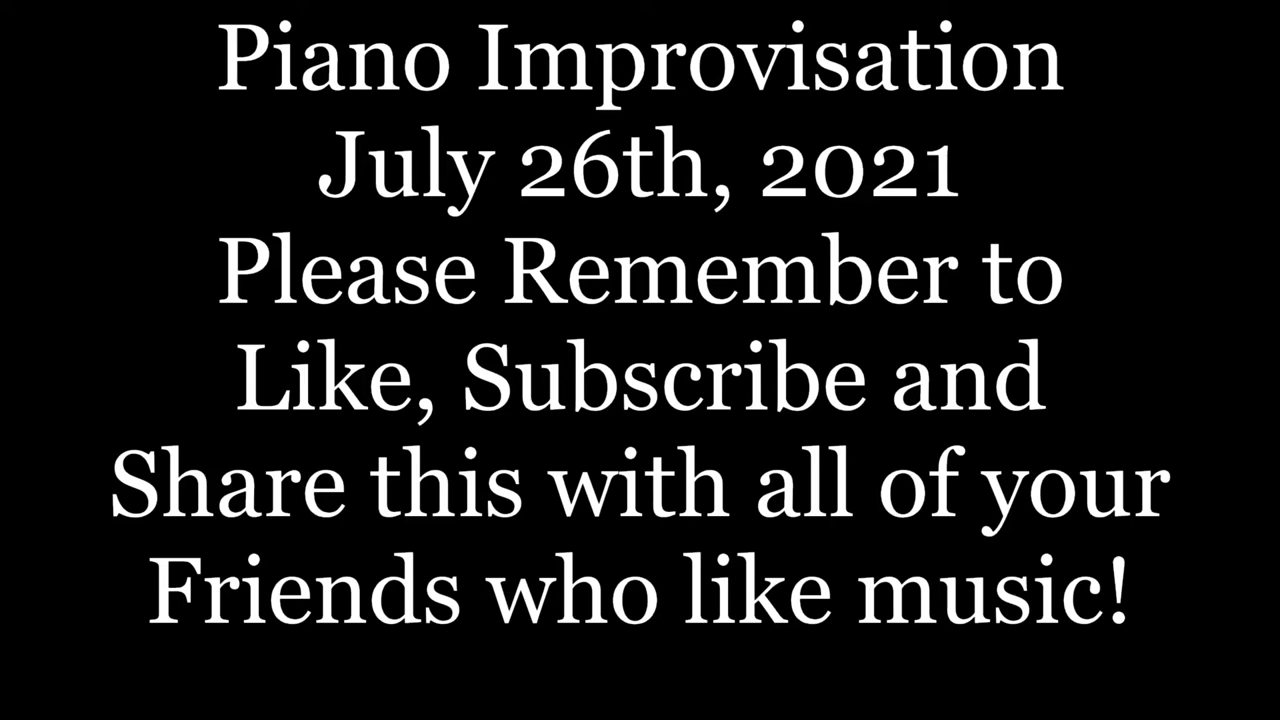 Piano Improvisation
July 26th, 2021
Please Remember to
Like, Subscribe and
Share this with all of your
Friends who like music!